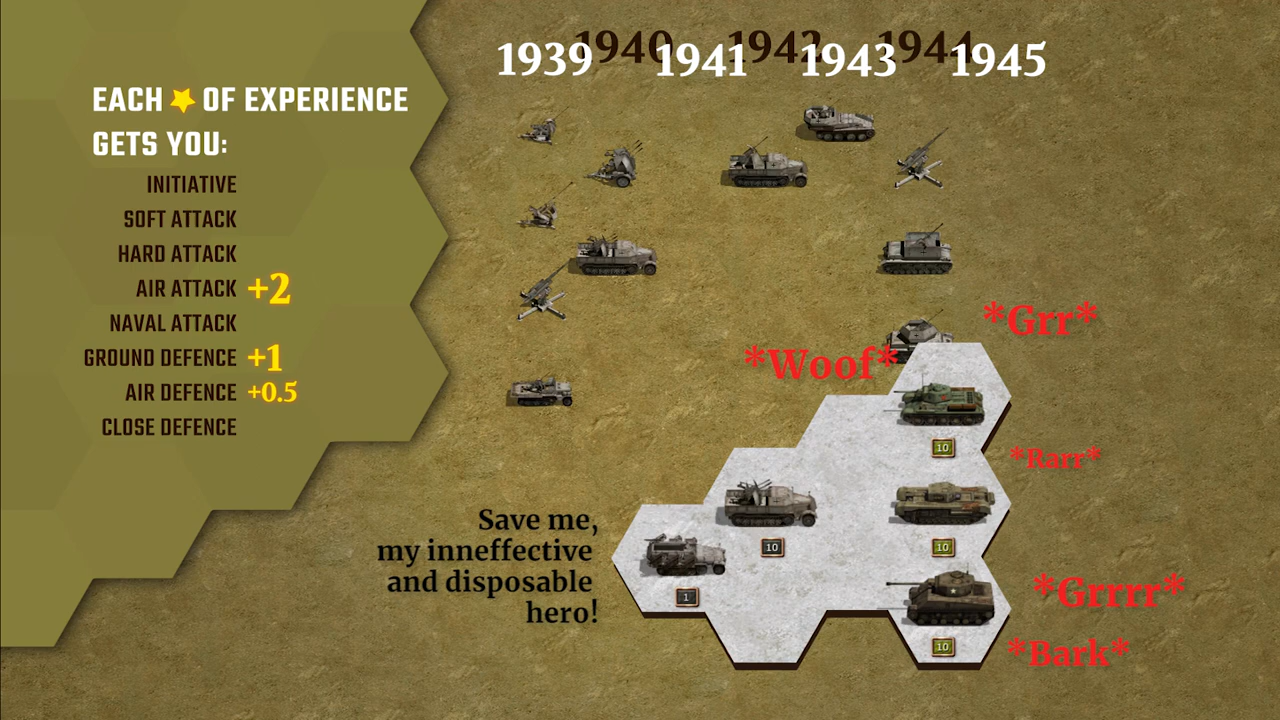 1939 1940 1941 1942 1943 1944 1945
EACH OF EXPERIENCE
GETS YOU:
INITIATIVE
SOFT ATTACK
HARD ATTACK
AIR ATTACK +2
NAVAL ATTACK
GROUND DEFENCE +1
AIR DEFENCE +0.5
CLOSE DEFENCE
*Grr*
*Woof*
10
*Rarr*
Save me,
my inneffective
and disposable
hero!
10
10
1
*Grrrr*
10
*Bark*